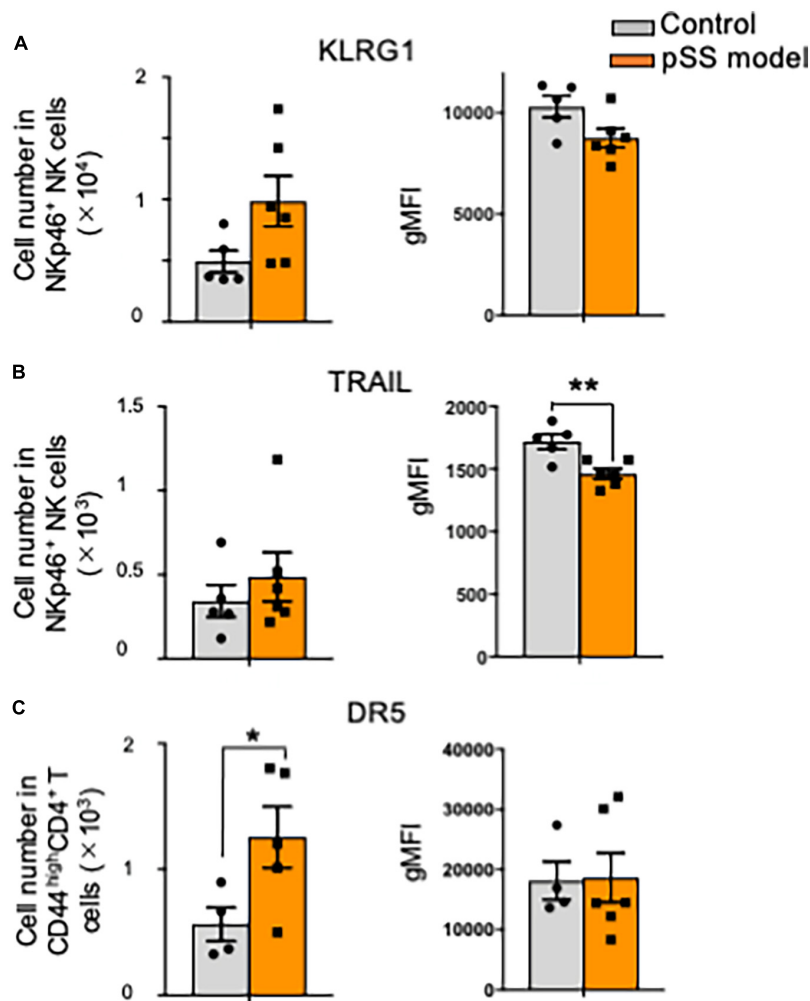 Control
pSS model
A
KLRG1
Cell number in
NKp46⁺ NK cells
(×10⁴)
2
1
0
gMFI
10000
5000
0
B
TRAIL
Cell number in
NKp46⁺ NK cells
(×10³)
1.5
1
0.5
0
gMFI
2000
1500
1000
500
0
**
C
DR5
Cell number in
CD44ʰⁱᵍʰCD4⁺ T
cells (×10³)
2
1
0
*
gMFI
40000
30000
20000
10000
0